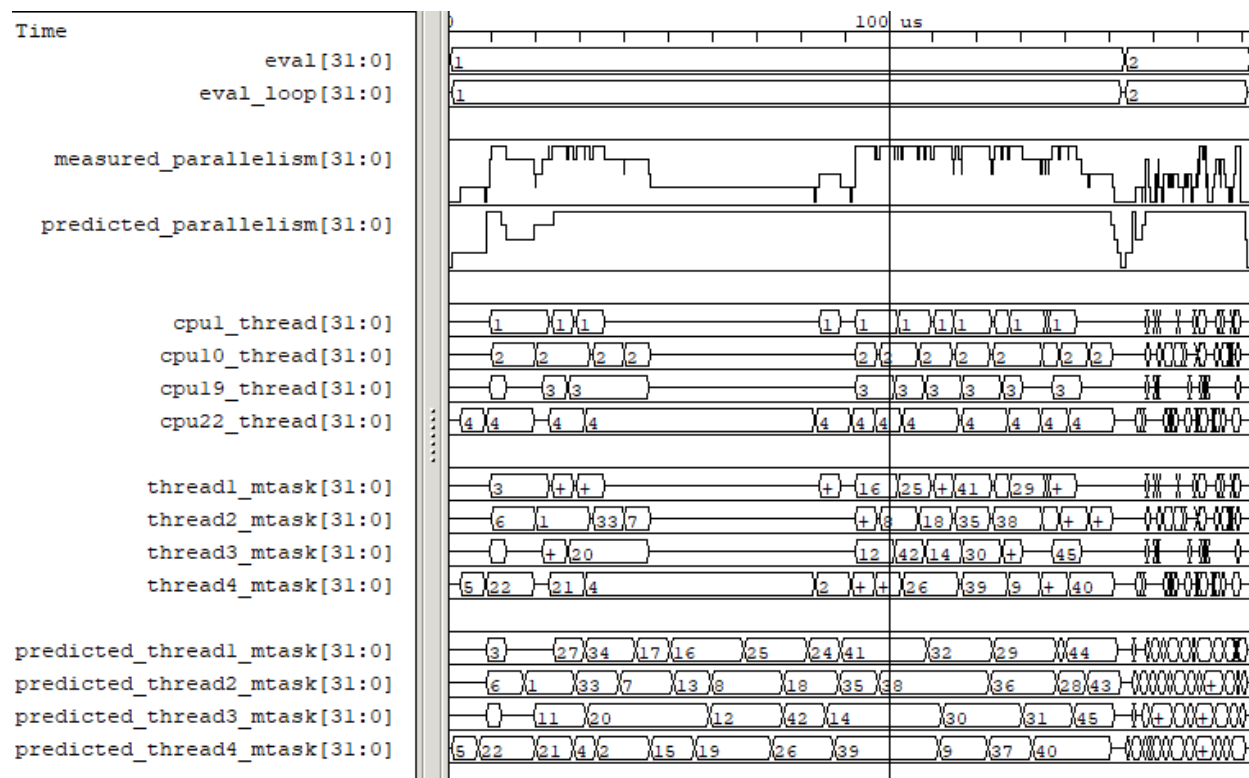 Time 0 100 us
eval[31:0] 1 2
eval_loop[31:0] 1 2
measured_parallelism[31:0]
predicted_parallelism[31:0]
cpu1_thread[31:0] 1 1 1 1 1 1 1 1 1 1
cpu10_thread[31:0] 2 2 2 2 2 2 2 2 2 2 2
cpu19_thread[31:0] 3 3 3 3 3 3 3 3
cpu22_thread[31:0] 4 4 4 4 4 4 4 4 4 4 4
thread1_mtask[31:0] 3 + + + 16 25 + 41 29 +
thread2_mtask[31:0] 6 1 33 7 + 8 18 35 38 + +
thread3_mtask[31:0] + 20 12 42 14 30 + 45
thread4_mtask[31:0] 5 22 21 4 2 + + 26 39 9 + 40
predicted_thread1_mtask[31:0] 3 27 34 17 16 25 24 41 32 29 44
predicted_thread2_mtask[31:0] 6 1 33 7 13 8 18 35 38 36 28 43 +
predicted_thread3_mtask[31:0] 11 20 12 42 14 30 31 45 + +
predicted_thread4_mtask[31:0] 5 22 21 4 2 15 19 26 39 9 37 40 +